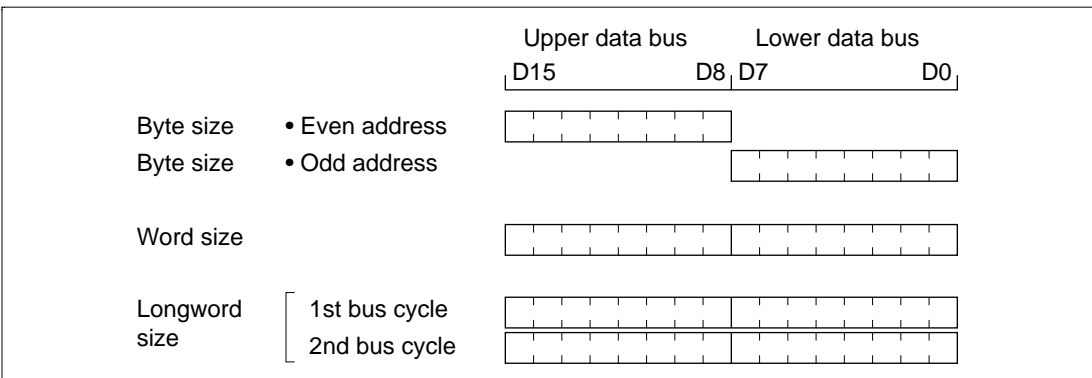 Upper data bus Lower data bus
D15 D8 D7 D0
Byte size • Even address
Byte size • Odd address
Word size
Longword size 1st bus cycle
2nd bus cycle